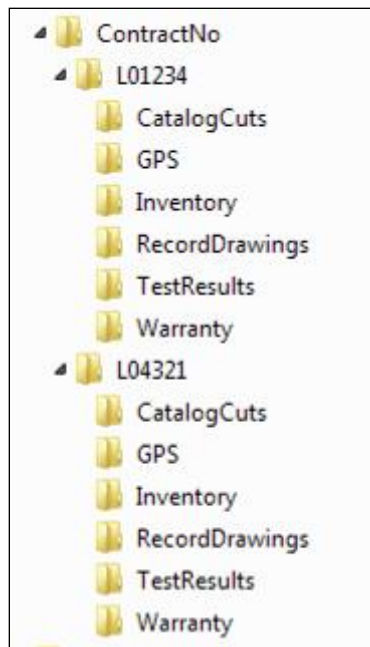 ContractNo
L01234
CatalogCuts
GPS
Inventory
RecordDrawings
TestResults
Warranty
L04321
CatalogCuts
GPS
Inventory
RecordDrawings
TestResults
Warranty